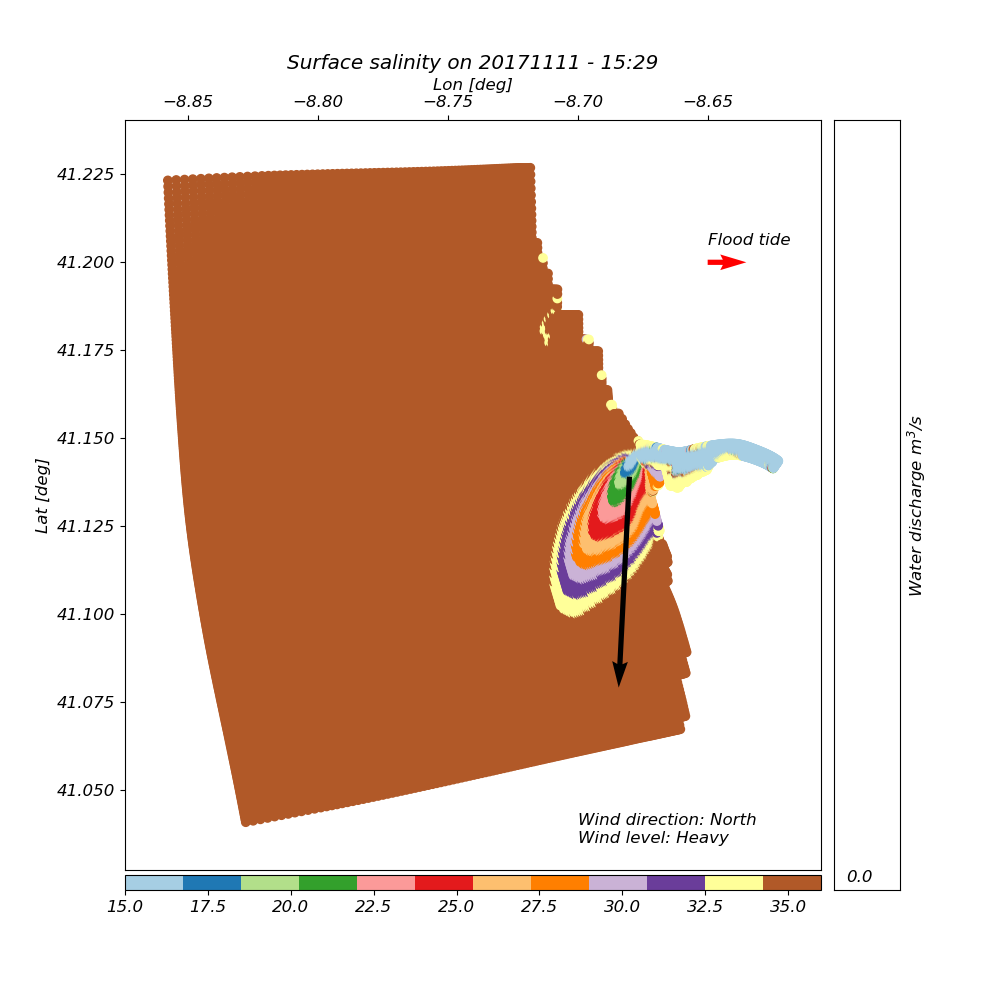 Surface salinity on 20171111 - 15:29
Lon [deg]
−8.85 −8.80 −8.75 −8.70 −8.65
41.225
41.200
41.175
41.150
41.125
41.100
41.075
41.050
Lat [deg]
Flood tide
Wind direction: North
Wind level: Heavy
15.0 17.5 20.0 22.5 25.0 27.5 30.0 32.5 35.0
0.0
Water discharge m³/s